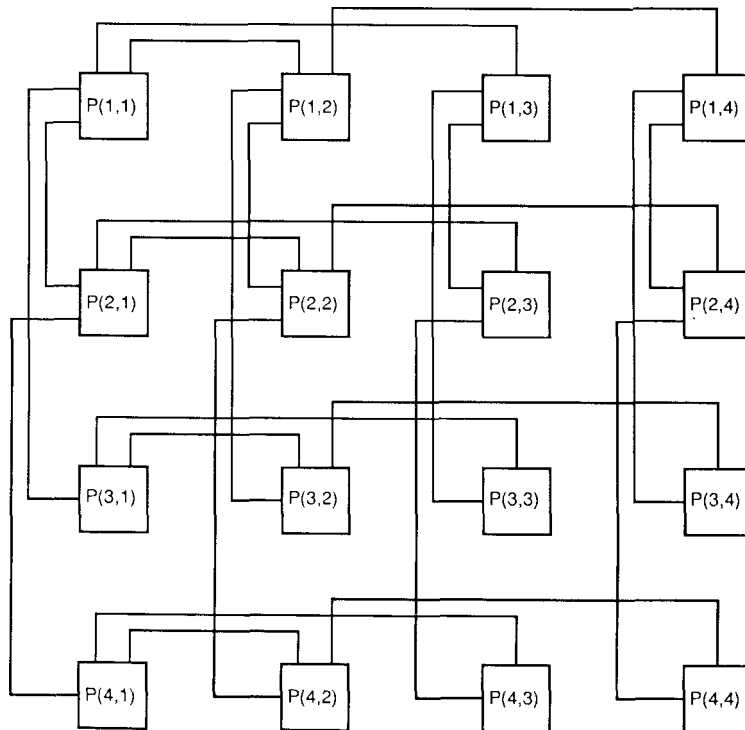 P(1,1) P(1,2) P(1,3) P(1,4)
P(2,1) P(2,2) P(2,3) P(2,4)
P(3,1) P(3,2) P(3,3) P(3,4)
P(4,1) P(4,2) P(4,3) P(4,4)